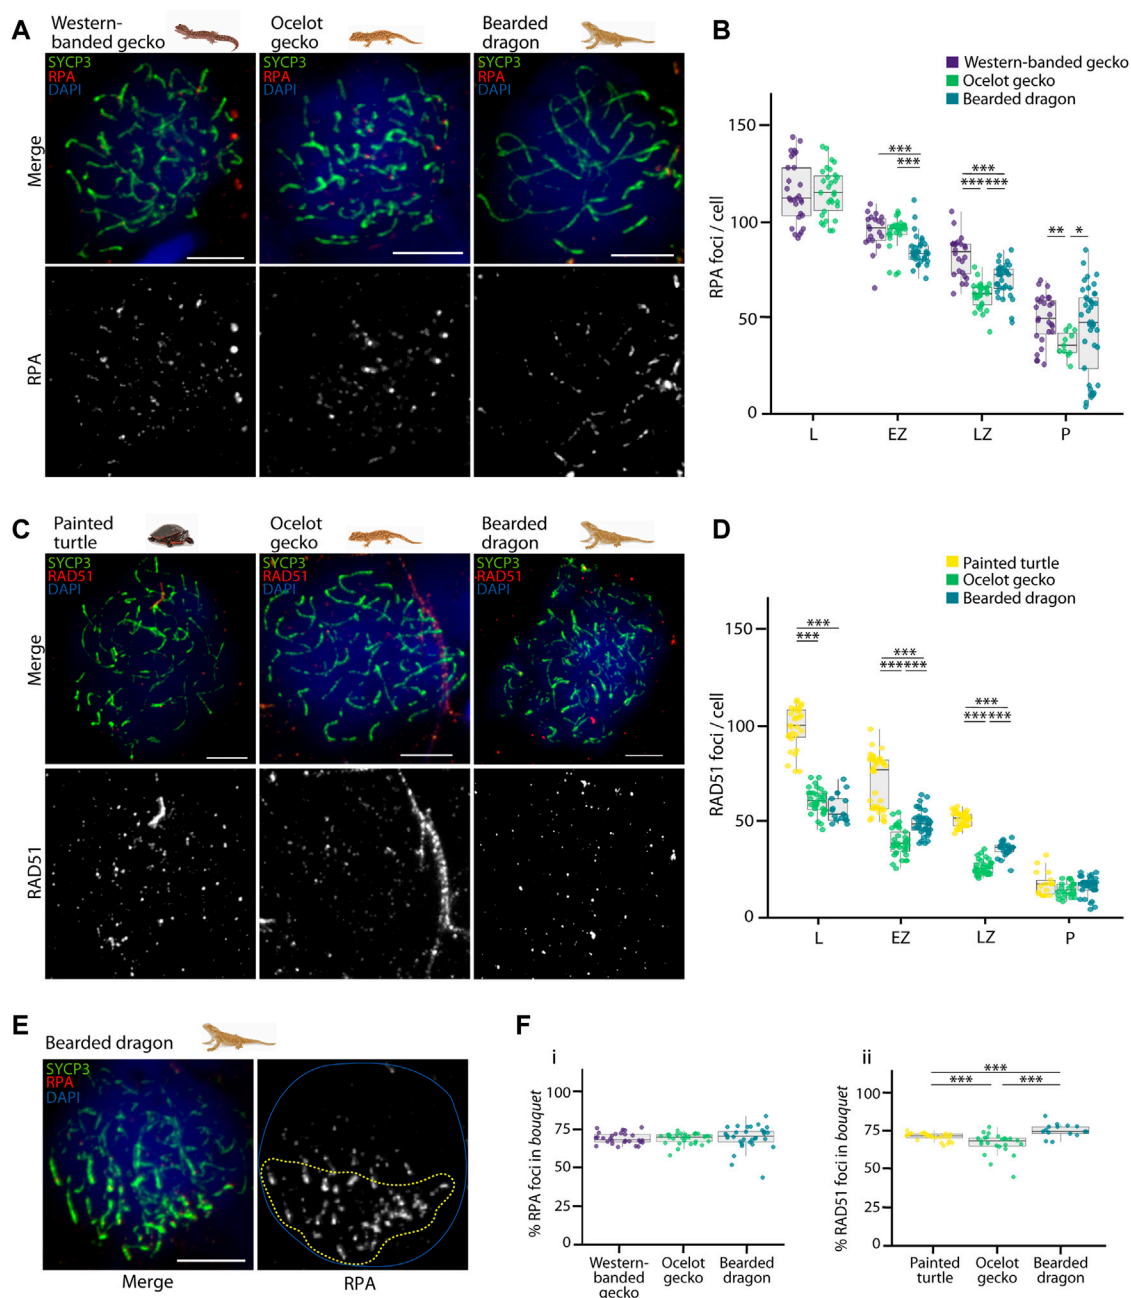 A
Western-
banded gecko
Ocelot
gecko
Bearded
dragon
SYCP3
RPA
DAPI
SYCP3
RPA
DAPI
SYCP3
RPA
DAPI
Merge
RPA
B
Western-banded gecko
Ocelot gecko
Bearded dragon
RPA foci / cell
150
100
50
0
***
***
***
*** ***
** *
L EZ LZ P
C
Painted
turtle
Ocelot
gecko
Bearded
dragon
SYCP3
RAD51
DAPI
SYCP3
RAD51
DAPI
SYCP3
RAD51
DAPI
Merge
RAD51
D
Painted turtle
Ocelot gecko
Bearded dragon
RAD51 foci / cell
150
100
50
0
***
***
***
*** ***
***
*** ***
L EZ LZ P
E
Bearded dragon
SYCP3
RPA
DAPI
Merge
RPA
F
i
% RPA foci in bouquet
100
75
50
25
0
Western-
banded
gecko
Ocelot
gecko
Bearded
dragon
ii
% RAD51 foci in bouquet
100
75
50
25
0
***
*** ***
Painted
turtle
Ocelot
gecko
Bearded
dragon